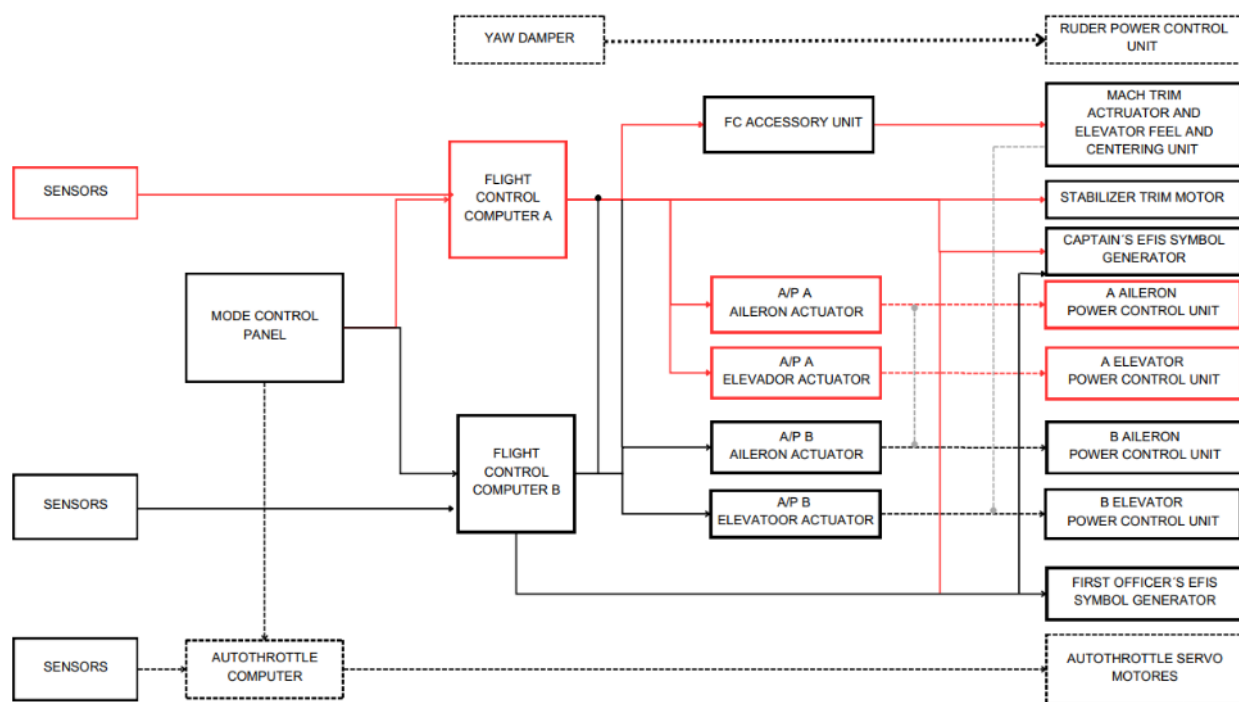 YAW DAMPER
RUDER POWER CONTROL
UNIT
FC ACCESSORY UNIT
MACH TRIM
ACTRUATOR AND
ELEVATOR FEEL AND
CENTERING UNIT
SENSORS
FLIGHT
CONTROL
COMPUTER A
STABILIZER TRIM MOTOR
CAPTAIN´S EFIS SYMBOL
GENERATOR
MODE CONTROL
PANEL
A/P A
AILERON ACTUATOR
A AILERON
POWER CONTROL UNIT
A/P A
ELEVADOR ACTUATOR
A ELEVATOR
POWER CONTROL UNIT
SENSORS
FLIGHT
CONTROL
COMPUTER B
A/P B
AILERON ACTUATOR
B AILERON
POWER CONTROL UNIT
A/P B
ELEVATOOR ACTUATOR
B ELEVATOR
POWER CONTROL UNIT
FIRST OFFICER´S EFIS
SYMBOL GENERATOR
SENSORS
AUTOTHROTTLE
COMPUTER
AUTOTHROTTLE SERVO
MOTORES